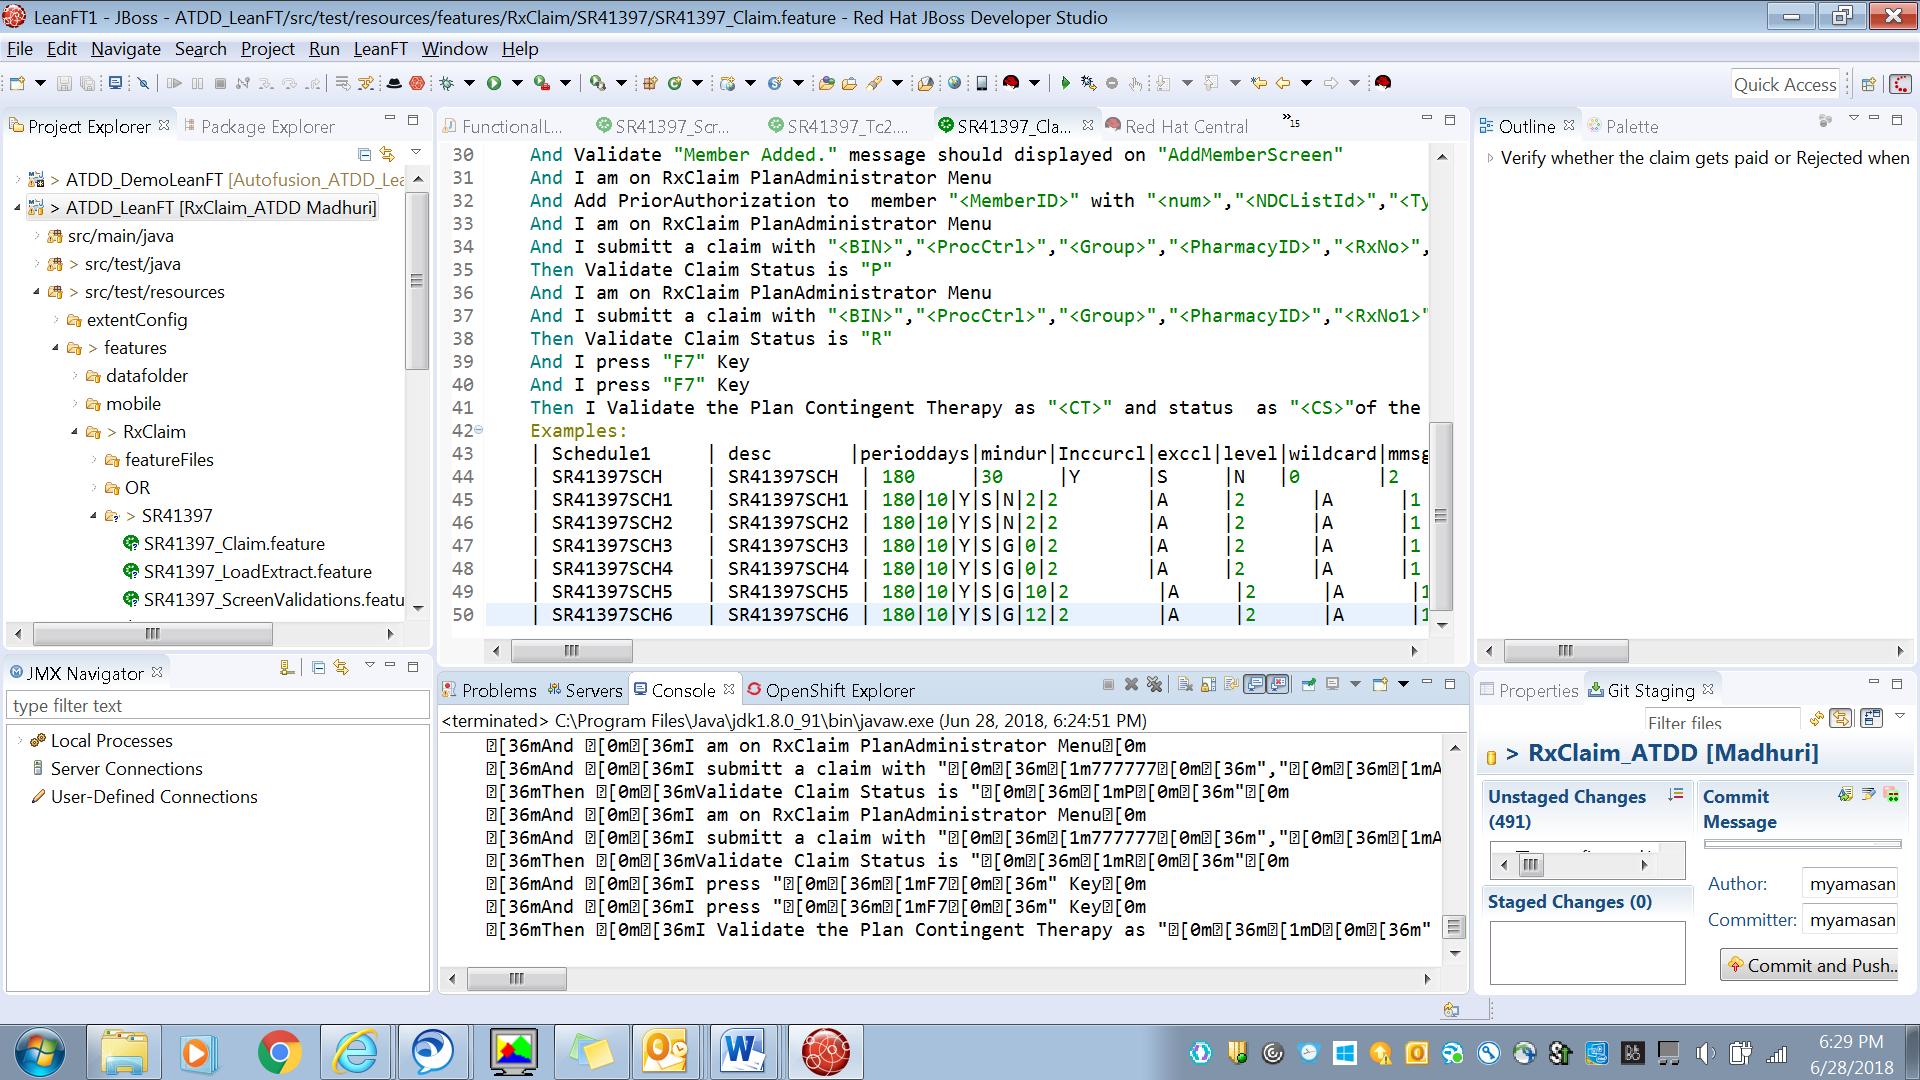 LeanFT1 - JBoss - ATDD_LeanFT/src/test/resources/features/RxClaim/SR41397/SR41397_Claim.feature - Red Hat JBoss Developer Studio
File Edit Navigate Search Project Run LeanFT Window Help
Quick Access
Project Explorer Package Explorer
> ATDD_DemoLeanFT [Autofusion_ATDD_Lea
> ATDD_LeanFT [RxClaim_ATDD Madhuri]
src/main/java
> src/test/java
> src/test/resources
extentConfig
> features
datafolder
mobile
> RxClaim
featureFiles
OR
> SR41397
SR41397_Claim.feature
SR41397_LoadExtract.feature
SR41397_ScreenValidations.featu
JMX Navigator
type filter text
Local Processes
Server Connections
User-Defined Connections
FunctionalL... SR41397_Scr... SR41397_Tc2.... SR41397_Cla... Red Hat Central »15
30 And Validate "Member Added." message should displayed on "AddMemberScreen"
31 And I am on RxClaim PlanAdministrator Menu
32 And Add PriorAuthorization to  member "<MemberID>" with "<num>","<NDCListId>","<Ty
33 And I am on RxClaim PlanAdministrator Menu
34 And I submitt a claim with "<BIN>","<ProcCtrl>","<Group>","<PharmacyID>","<RxNo>",
35 Then Validate Claim Status is "P"
36 And I am on RxClaim PlanAdministrator Menu
37 And I submitt a claim with "<BIN>","<ProcCtrl>","<Group>","<PharmacyID>","<RxNo1>"
38 Then Validate Claim Status is "R"
39 And I press "F7" Key
40 And I press "F7" Key
41 Then I Validate the Plan Contingent Therapy as "<CT>" and status  as "<CS>"of the
42 Examples:
43 | Schedule1 | desc |perioddays|mindur|Inccurcl|exccl|level|wildcard|mmsg
44 | SR41397SCH | SR41397SCH | 180 |30 |Y |S |N |0 |2
45 | SR41397SCH1 | SR41397SCH1 | 180|10|Y|S|N|2|2 |A |2 |A |1
46 | SR41397SCH2 | SR41397SCH2 | 180|10|Y|S|N|2|2 |A |2 |A |1
47 | SR41397SCH3 | SR41397SCH3 | 180|10|Y|S|G|0|2 |A |2 |A |1
48 | SR41397SCH4 | SR41397SCH4 | 180|10|Y|S|G|0|2 |A |2 |A |1
49 | SR41397SCH5 | SR41397SCH5 | 180|10|Y|S|G|10|2 |A |2 |A |1
50 | SR41397SCH6 | SR41397SCH6 | 180|10|Y|S|G|12|2 |A |2 |A |1
Problems Servers Console OpenShift Explorer
<terminated> C:\Program Files\Java\jdk1.8.0_91\bin\javaw.exe (Jun 28, 2018, 6:24:51 PM)
[36mAnd [0m[36mI am on RxClaim PlanAdministrator Menu[0m
[36mAnd [0m[36mI submitt a claim with "[0m[36m[1m777777[0m[36m","[0m[36m[1mA
[36mThen [0m[36mValidate Claim Status is "[0m[36m[1mP[0m[36m"[0m
[36mAnd [0m[36mI am on RxClaim PlanAdministrator Menu[0m
[36mAnd [0m[36mI submitt a claim with "[0m[36m[1m777777[0m[36m","[0m[36m[1mA
[36mThen [0m[36mValidate Claim Status is "[0m[36m[1mR[0m[36m"[0m
[36mAnd [0m[36mI press "[0m[36m[1mF7[0m[36m" Key[0m
[36mAnd [0m[36mI press "[0m[36m[1mF7[0m[36m" Key[0m
[36mThen [0m[36mI Validate the Plan Contingent Therapy as "[0m[36m[1mD[0m[36m"
Outline Palette
Verify whether the claim gets paid or Rejected when
Properties Git Staging
Filter files
> RxClaim_ATDD [Madhuri]
Unstaged Changes (491)
Staged Changes (0)
Commit Message
Author: myamasan
Committer: myamasan
Commit and Push..
6:29 PM
6/28/2018